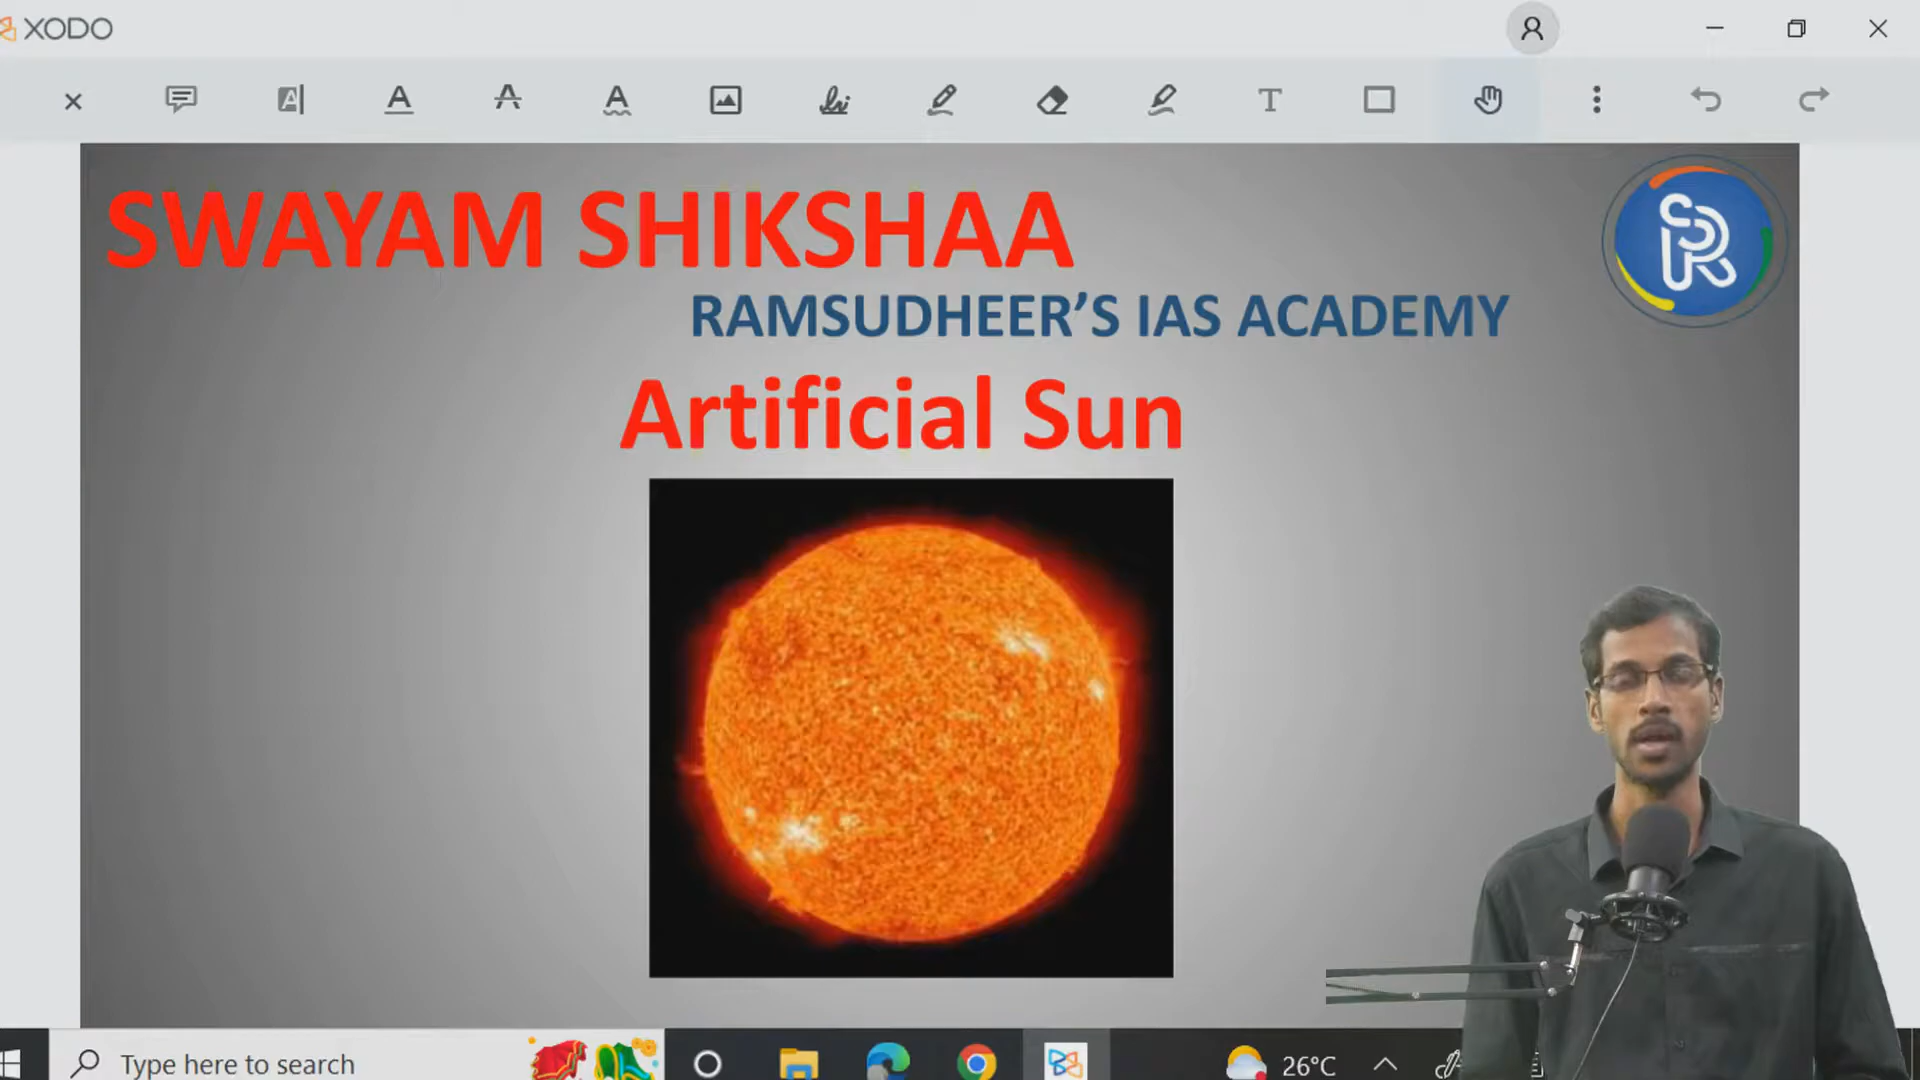 XODO
SWAYAM SHIKSHAA
RAMSUDHEER’S IAS ACADEMY
Artificial Sun
Type here to search
26°C